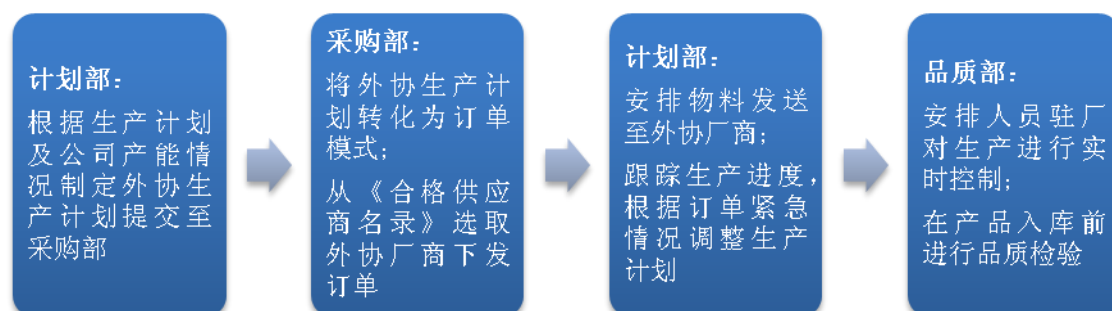 计划部：
根据生产计划
及公司产能情
况制定外协生
产计划提交至
采购部
采购部：
将外协生产计
划转化为订单
模式；
从《合格供应
商名录》选取
外协厂商下发
订单
计划部：
安排物料发送
至外协厂商；
跟踪生产进度，
根据订单紧急
情况调整生产
计划
品质部：
安排人员驻厂
对生产进行实
时控制；
在产品入库前
进行品质检验